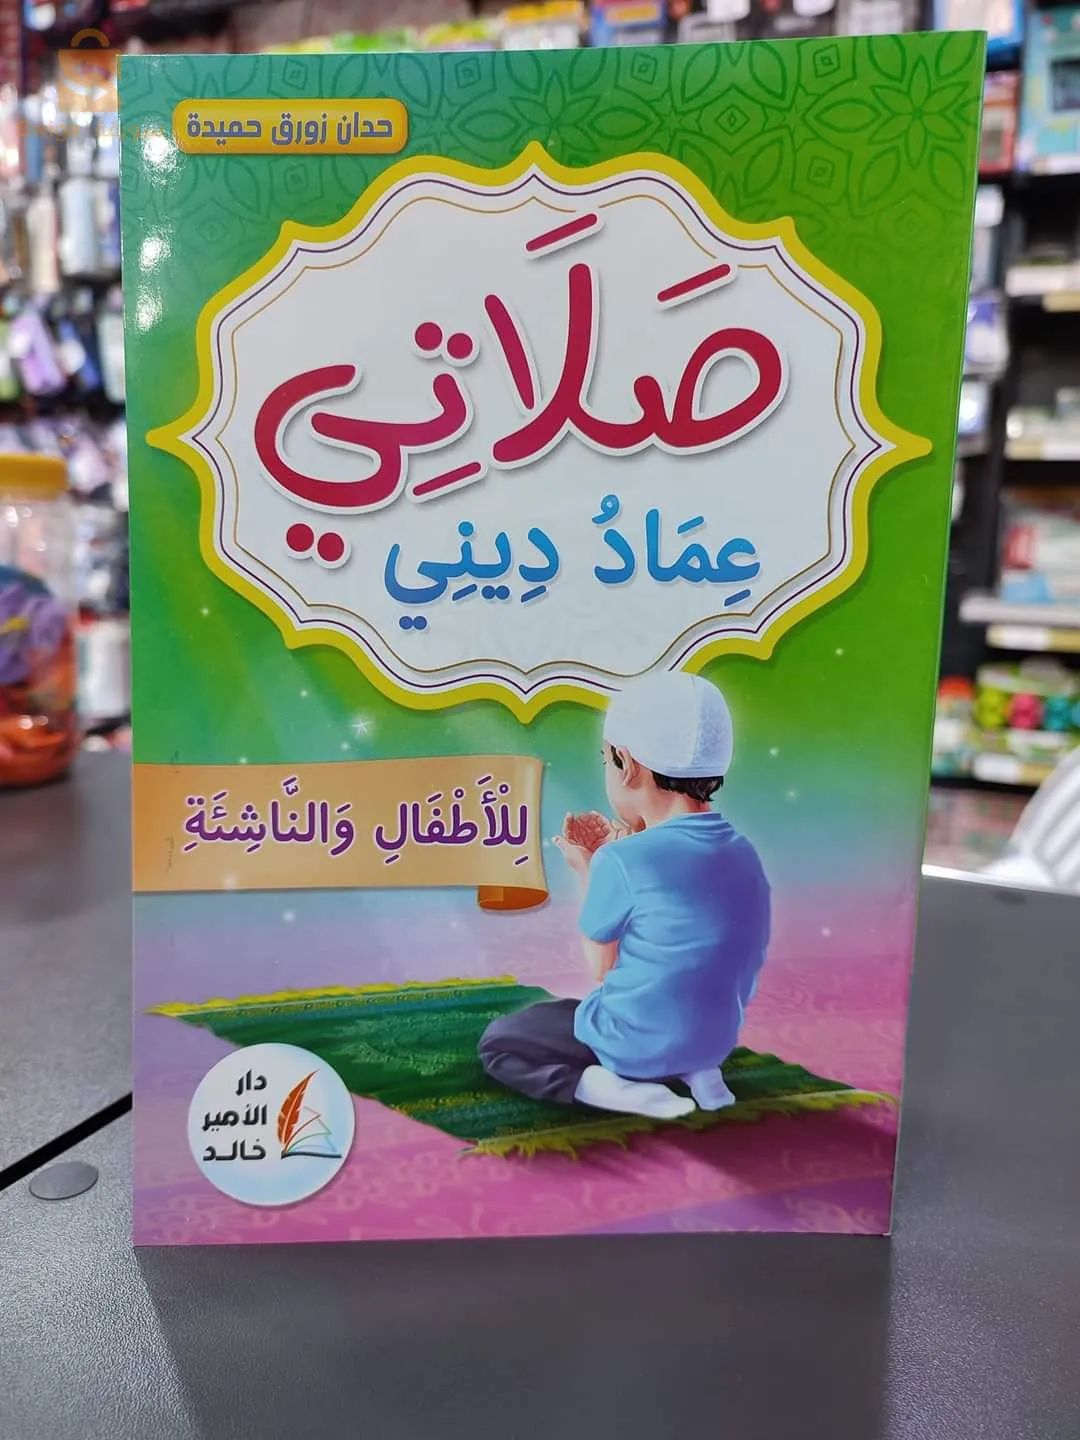 حدان زورق حميدة
صَلَاتِي
عِمَادُ دِينِي
لِلْأَطْفَالِ وَالنَّاشِئَةِ
دار
الأمير
خالد